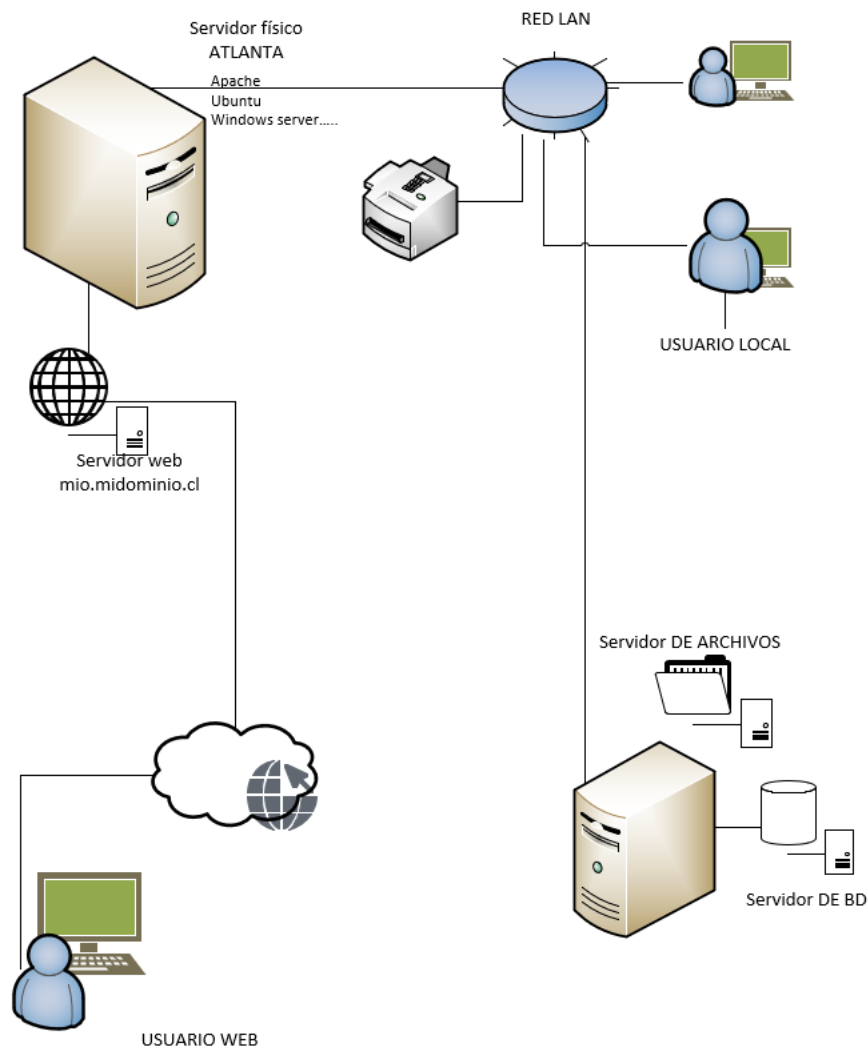 Servidor físico
ATLANTA
Apache
Ubuntu
Windows server.....
RED LAN
USUARIO LOCAL
Servidor web
mio.midominio.cl
Servidor DE ARCHIVOS
Servidor DE BD
USUARIO WEB